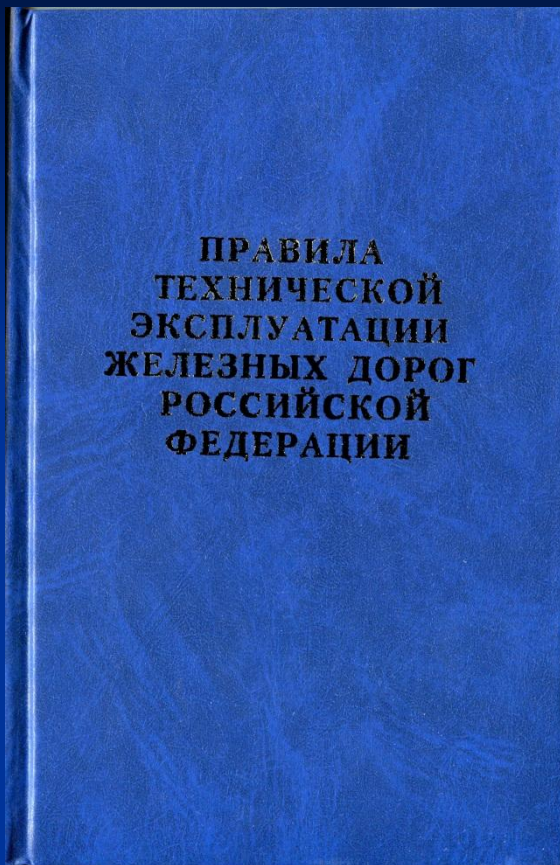 ПРАВИЛА
ТЕХНИЧЕСКОЙ
ЭКСПЛУАТАЦИИ
ЖЕЛЕЗНЫХ ДОРОГ
РОССИЙСКОЙ
ФЕДЕРАЦИИ